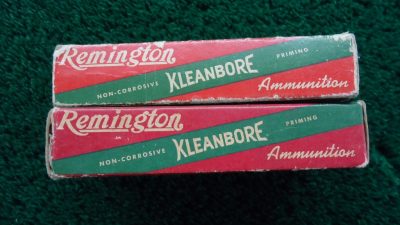 Remington
NON-CORROSIVE KLEANBORE PRIMING
Ammunition
Remington
NON-CORROSIVE KLEANBORE PRIMING
Ammunition